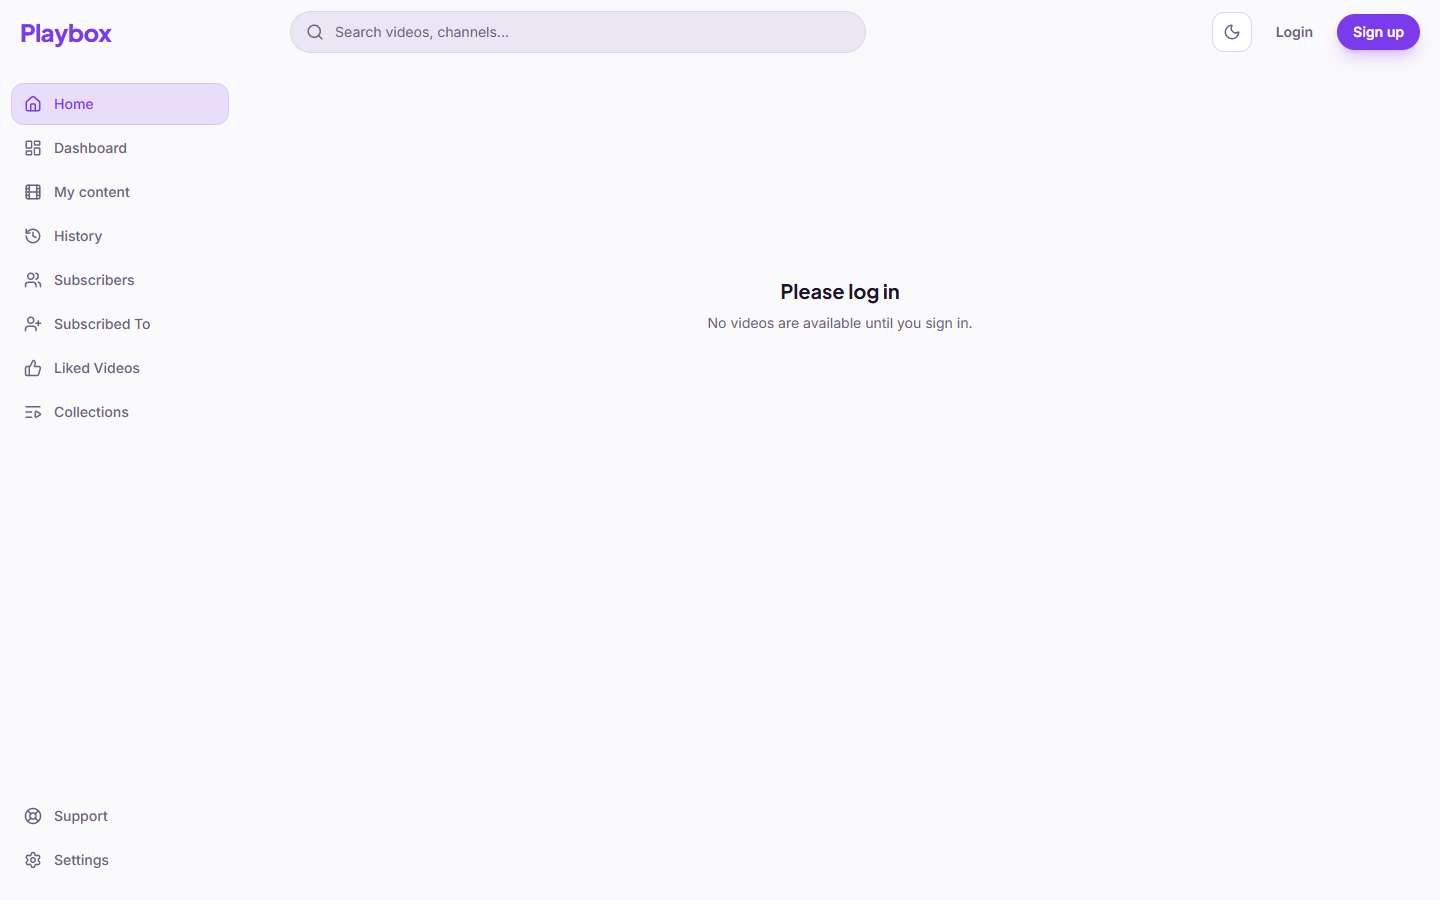 Playbox
Search videos, channels...
Login
Sign up
Home
Dashboard
My content
History
Subscribers
Subscribed To
Liked Videos
Collections
Please log in
No videos are available until you sign in.
Support
Settings